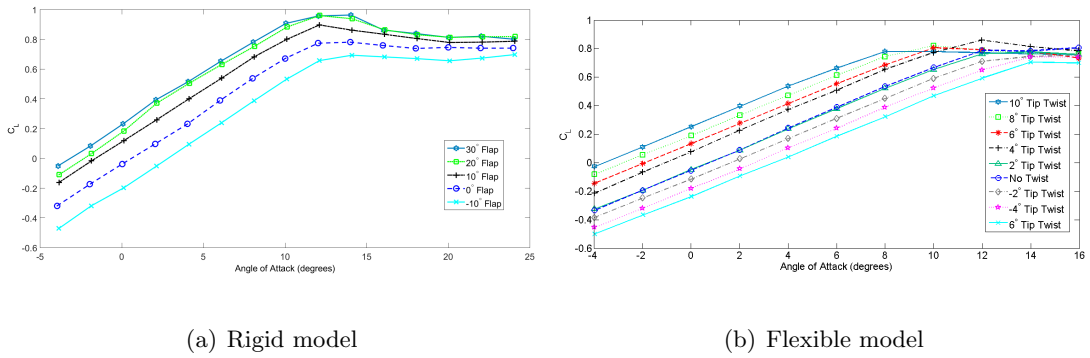 1
0.8
0.6
0.4
0.2
0
-0.2
-0.4
-0.6
C_L
-5
0
5
10
15
20
25
Angle of Attack (degrees)
30° Flap
20° Flap
10° Flap
0° Flap
-10° Flap
(a) Rigid model
1
0.8
0.6
0.4
0.2
0
-0.2
-0.4
-0.6
C_L
-4
-2
0
2
4
6
8
10
12
14
16
Angle of Attack (degrees)
10° Tip Twist
8° Tip Twist
6° Tip Twist
4° Tip Twist
2° Tip Twist
No Twist
-2° Tip Twist
-4° Tip Twist
6° Tip Twist
(b) Flexible model